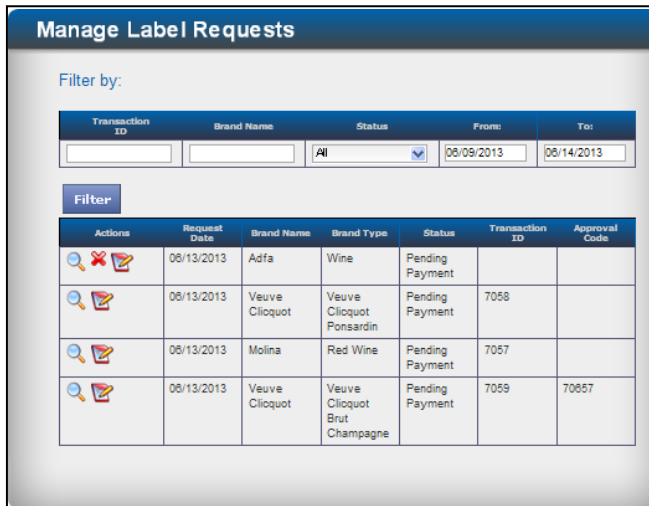 Manage Label Requests
Filter by:
Transaction ID Brand Name Status From: To:
All 06/09/2013 06/14/2013
Filter
Actions Request Date Brand Name Brand Type Status Transaction ID Approval Code
06/13/2013 Adfa Wine Pending Payment
06/13/2013 Veuve Clicquot Veuve Clicquot Ponsardin Pending Payment 7058
06/13/2013 Molina Red Wine Pending Payment 7057
06/13/2013 Veuve Clicquot Veuve Clicquot Brut Champagne Pending Payment 7059 70657